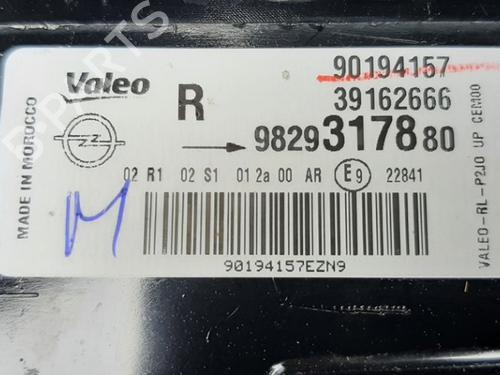 Valeo
R
90194157
39162666
9829317880
MADE IN MOROCCO
02 R1 02 S1 01 2a 00 AR E9 22841
90194157EZN9
VALEO-RL-P2JO UP CEM00